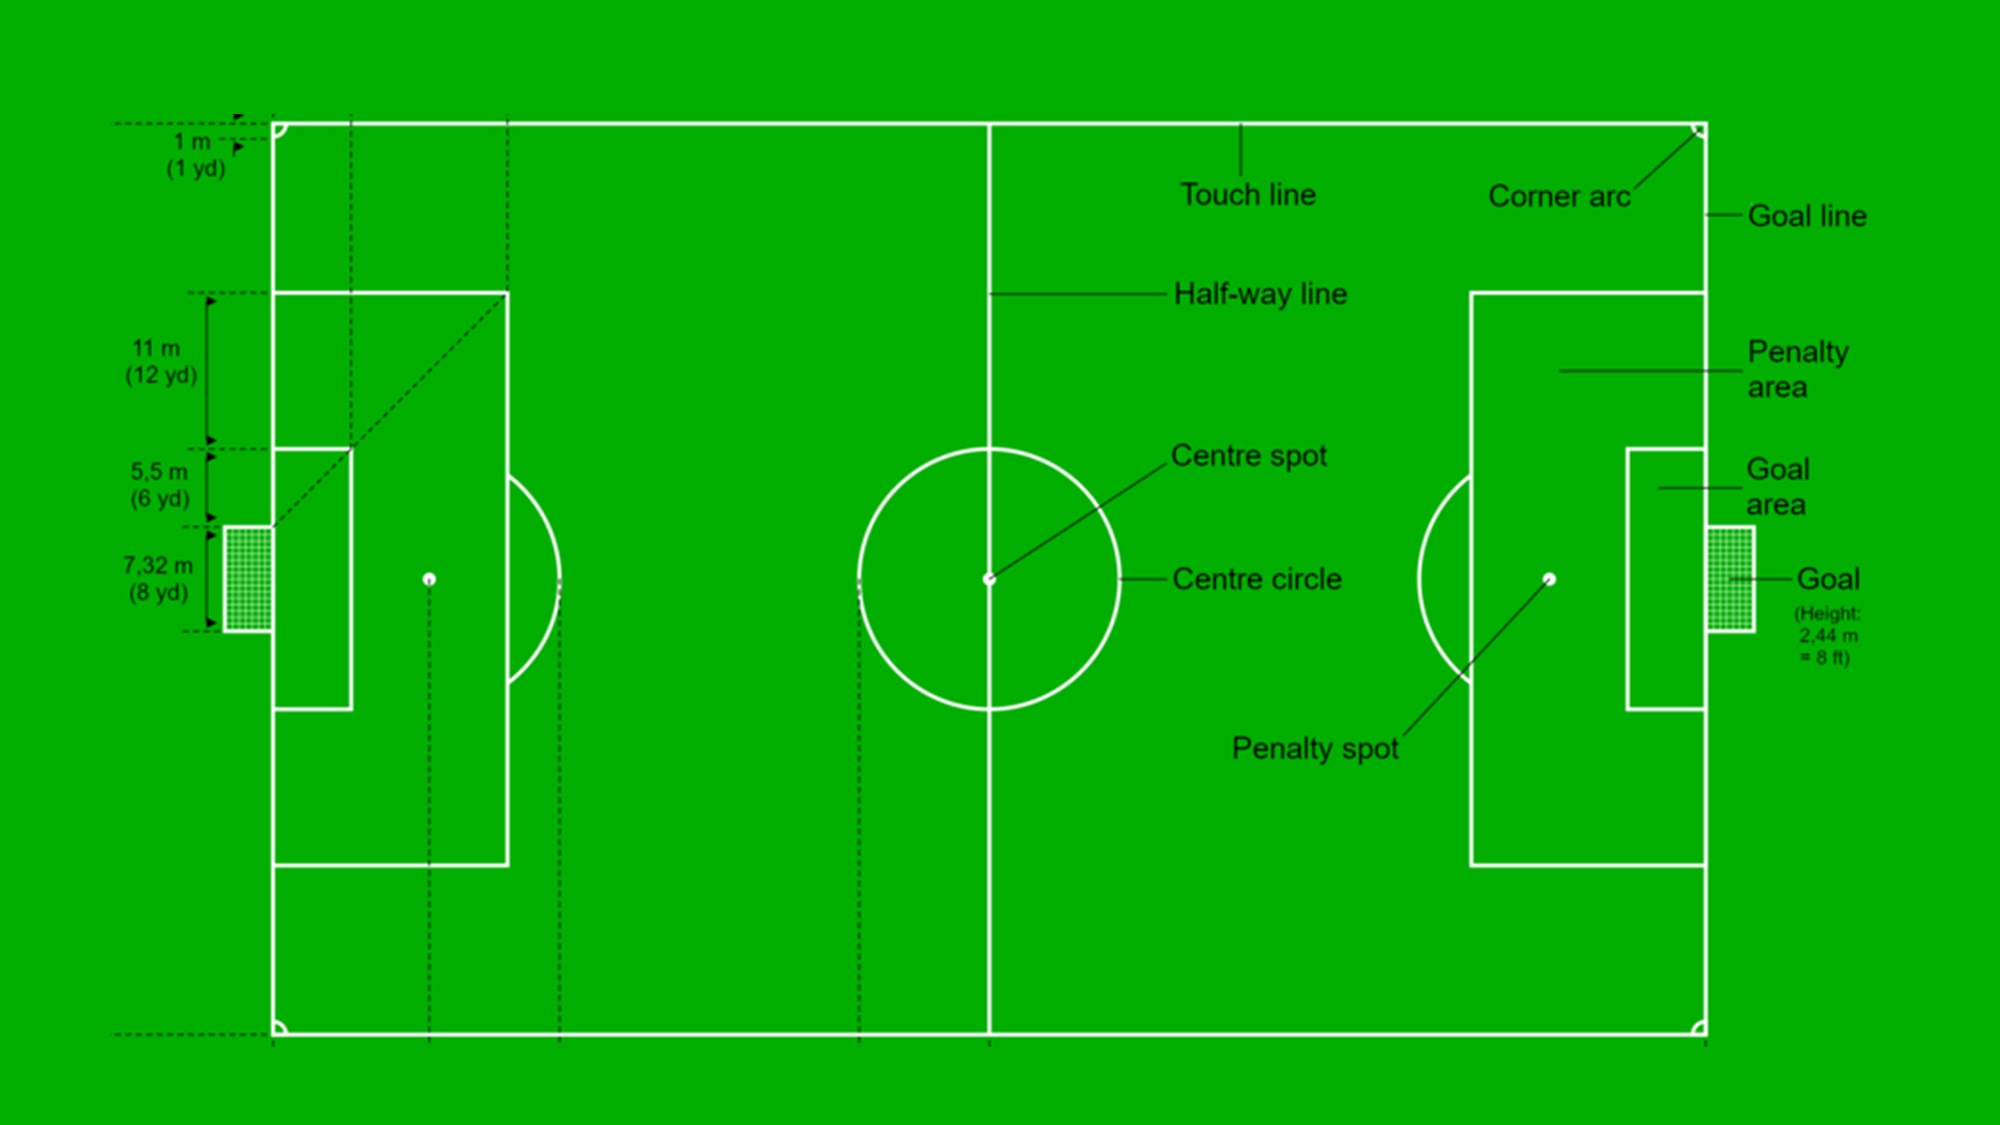 1 m
(1 yd)
11 m
(12 yd)
5,5 m
(6 yd)
7,32 m
(8 yd)
Touch line
Corner arc
Goal line
Half-way line
Penalty
area
Centre spot
Goal
area
Centre circle
Goal
(Height:
2,44 m
= 8 ft)
Penalty spot